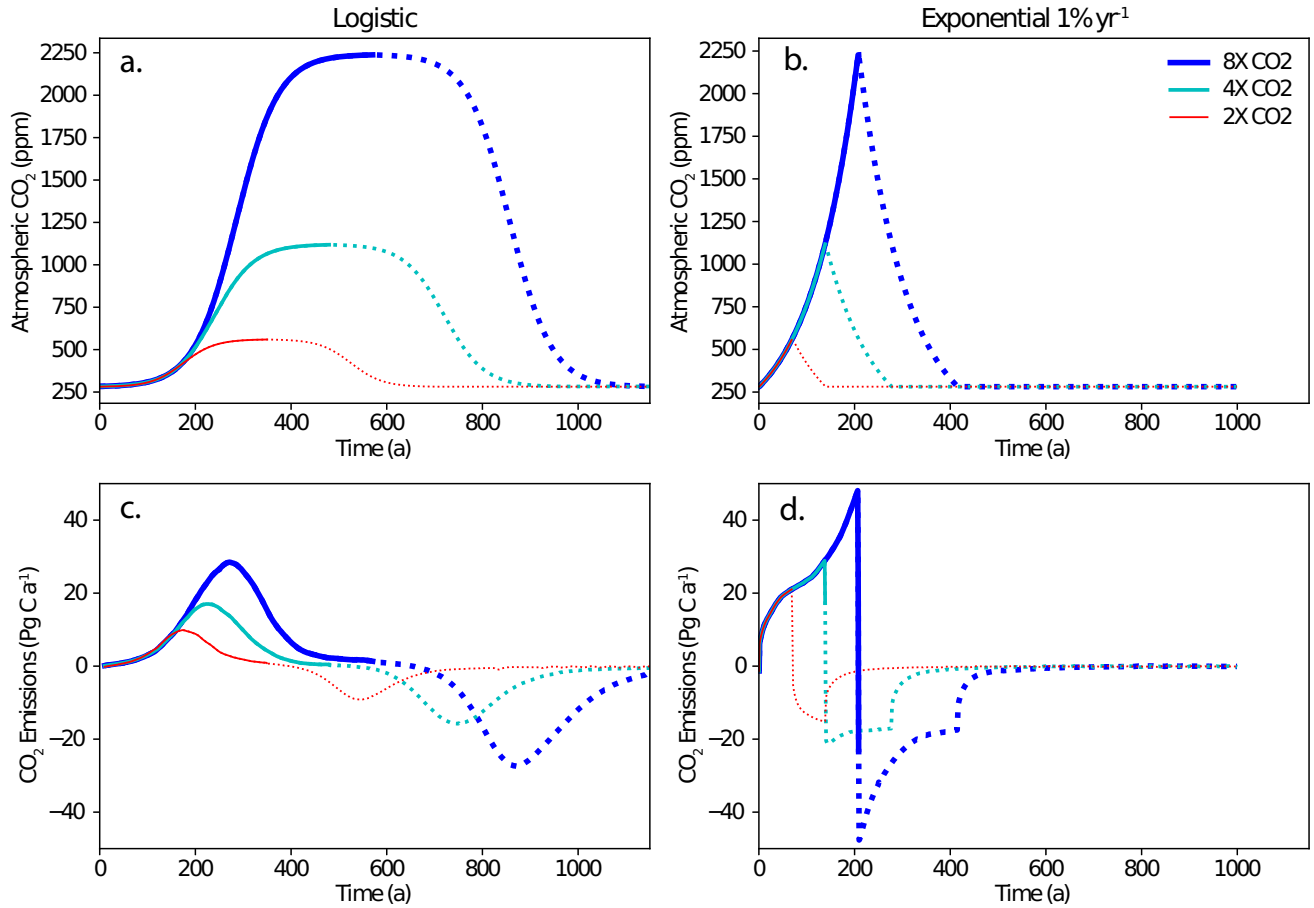 Logistic
Exponential 1% yr⁻¹
a.
2250
2000
1750
1500
1250
1000
750
500
250
Atmospheric CO₂ (ppm)
0 200 400 600 800 1000
Time (a)
b.
8X CO2
4X CO2
2X CO2
2250
2000
1750
1500
1250
1000
750
500
250
Atmospheric CO₂ (ppm)
0 200 400 600 800 1000
Time (a)
c.
40
20
0
−20
−40
CO₂ Emissions (Pg C a⁻¹)
0 200 400 600 800 1000
Time (a)
d.
40
20
0
−20
−40
CO₂ Emissions (Pg C a⁻¹)
0 200 400 600 800 1000
Time (a)